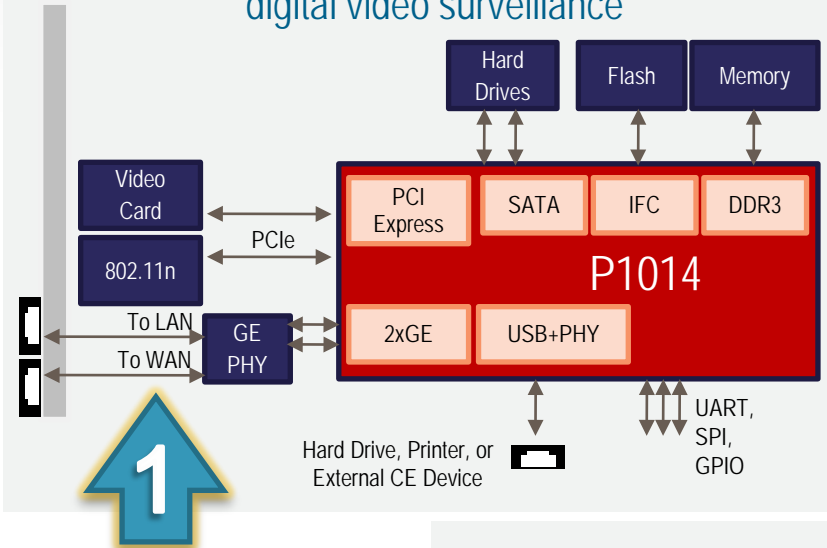 digital video surveillance
Hard
Drives
Flash
Memory
Video
Card
PCI
Express
SATA
IFC
DDR3
PCIe
802.11n
P1014
To LAN
GE
PHY
2xGE
USB+PHY
To WAN
UART,
SPI,
GPIO
Hard Drive, Printer, or
External CE Device
1